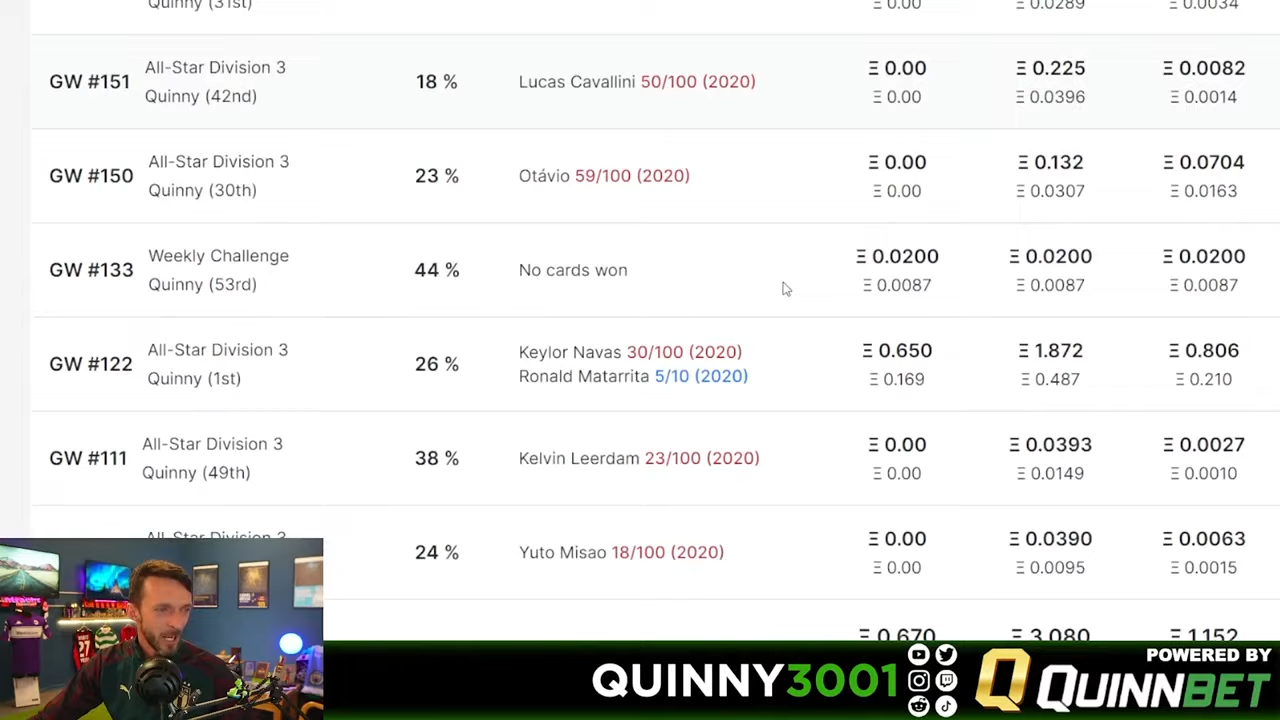 Quinny (31st)
Ξ 0.00 Ξ 0.0289 Ξ 0.0034
GW #151 All-Star Division 3 18 % Lucas Cavallini 50/100 (2020) Ξ 0.00 Ξ 0.225 Ξ 0.0082
Quinny (42nd) Ξ 0.00 Ξ 0.0396 Ξ 0.0014
GW #150 All-Star Division 3 23 % Otávio 59/100 (2020) Ξ 0.00 Ξ 0.132 Ξ 0.0704
Quinny (30th) Ξ 0.00 Ξ 0.0307 Ξ 0.0163
GW #133 Weekly Challenge 44 % No cards won Ξ 0.0200 Ξ 0.0200 Ξ 0.0200
Quinny (53rd) Ξ 0.0087 Ξ 0.0087 Ξ 0.0087
GW #122 All-Star Division 3 26 % Keylor Navas 30/100 (2020) Ξ 0.650 Ξ 1.872 Ξ 0.806
Quinny (1st) Ronald Matarrita 5/10 (2020) Ξ 0.169 Ξ 0.487 Ξ 0.210
GW #111 All-Star Division 3 38 % Kelvin Leerdam 23/100 (2020) Ξ 0.00 Ξ 0.0393 Ξ 0.0027
Quinny (49th) Ξ 0.00 Ξ 0.0149 Ξ 0.0010
All-Star Division 3 24 % Yuto Misao 18/100 (2020) Ξ 0.00 Ξ 0.0390 Ξ 0.0063
Ξ 0.00 Ξ 0.0095 Ξ 0.0015
Ξ 0.670 Ξ 3.080 Ξ 1.152
QUINNY3001
POWERED BY
QUINNBET